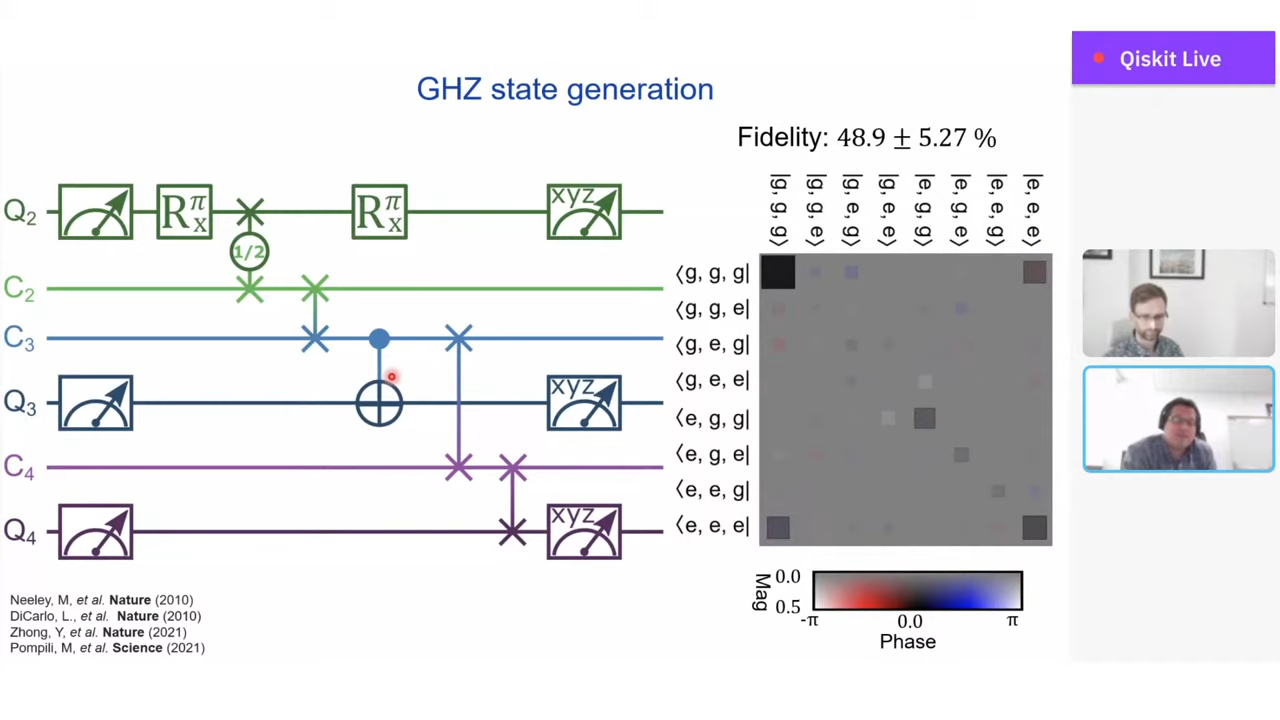 Qiskit Live
GHZ state generation
Fidelity: 48.9 ± 5.27 %
|g, g, g⟩ |g, g, e⟩ |g, e, g⟩ |g, e, e⟩ |e, g, g⟩ |e, g, e⟩ |e, e, g⟩ |e, e, e⟩
Q2 Rxπ Rxπ xyz
1/2
C2
C3
Q3 xyz
C4
Q4 xyz
⟨g, g, g|
⟨g, g, e|
⟨g, e, g|
⟨g, e, e|
⟨e, g, g|
⟨e, g, e|
⟨e, e, g|
⟨e, e, e|
Mag
0.0
0.5
-π 0.0 π
Phase
Neeley, M, et al. Nature (2010)
DiCarlo, L., et al. Nature (2010)
Zhong, Y, et al. Nature (2021)
Pompili, M, et al. Science (2021)